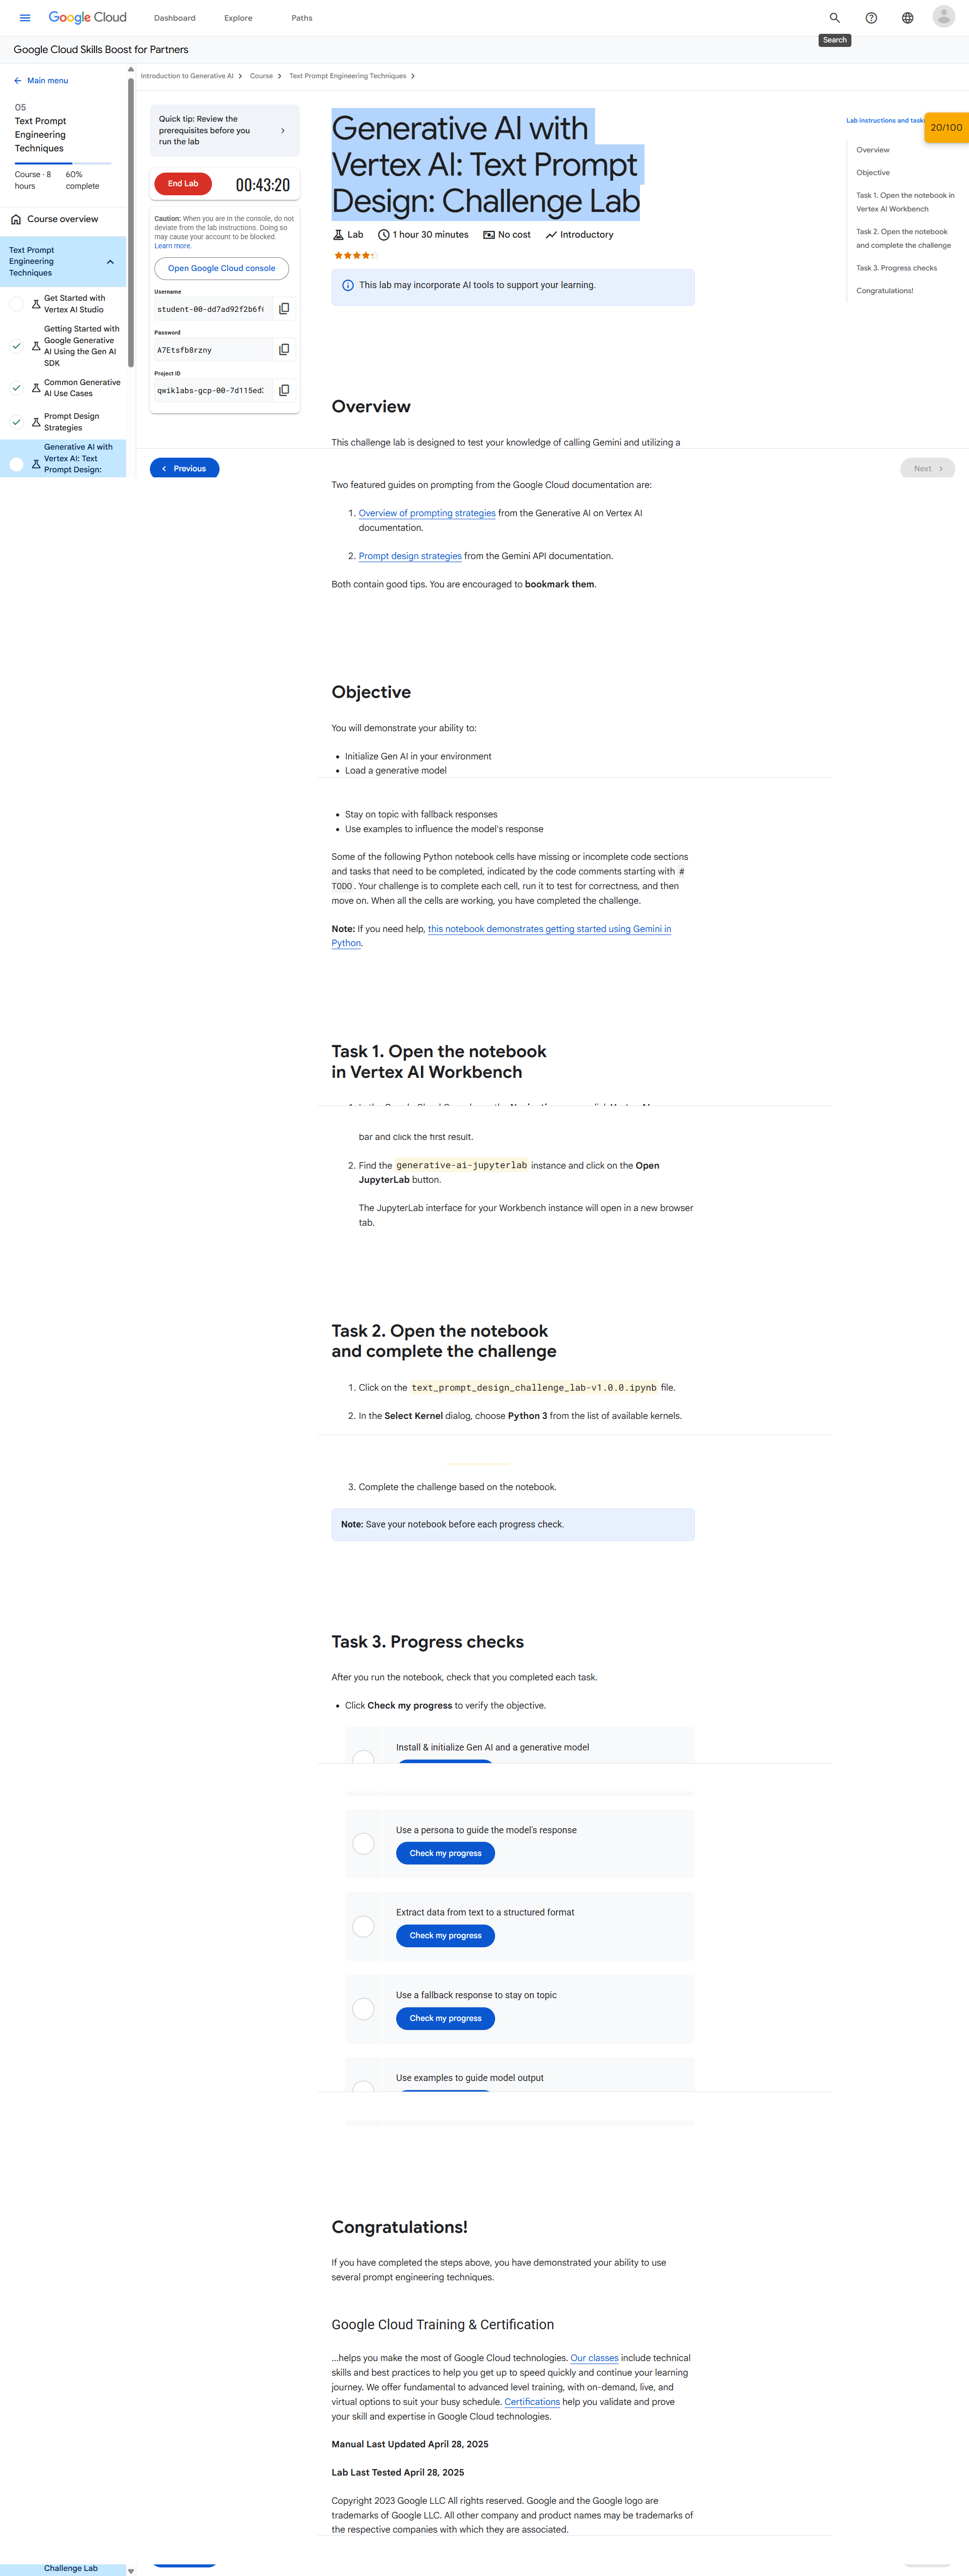 Google Cloud
Dashboard
Explore
Paths
Search
Google Cloud Skills Boost for Partners
Main menu
05
Text Prompt
Engineering
Techniques
Course · 8
hours
60%
complete
Course overview
Text Prompt
Engineering
Techniques
Get Started with
Vertex AI Studio
Getting Started with
Google Generative
AI Using the Gen AI
SDK
Common Generative
AI Use Cases
Prompt Design
Strategies
Generative AI with
Vertex AI: Text
Prompt Design:
Introduction to Generative AI
Course
Text Prompt Engineering Techniques
Quick tip: Review the
prerequisites before you
run the lab
End Lab
00:43:20
Caution: When you are in the console, do not
deviate from the lab instructions. Doing so
may cause your account to be blocked.
Learn more.
Open Google Cloud console
Username
student-00-dd7ad92f2b6f
Password
A7Etsfb8rzny
Project ID
qwiklabs-gcp-00-7d115ed
Previous
Next
Generative AI with
Vertex AI: Text Prompt
Design: Challenge Lab
Lab
1 hour 30 minutes
No cost
Introductory
This lab may incorporate AI tools to support your learning.
Lab instructions and task
20/100
Overview
Objective
Task 1. Open the notebook in
Vertex AI Workbench
Task 2. Open the notebook
and complete the challenge
Task 3. Progress checks
Congratulations!
Overview
This challenge lab is designed to test your knowledge of calling Gemini and utilizing a
Two featured guides on prompting from the Google Cloud documentation are:
1. Overview of prompting strategies from the Generative AI on Vertex AI
documentation.
2. Prompt design strategies from the Gemini API documentation.
Both contain good tips. You are encouraged to bookmark them.
Objective
You will demonstrate your ability to:
• Initialize Gen AI in your environment
• Load a generative model
• Stay on topic with fallback responses
• Use examples to influence the model's response
Some of the following Python notebook cells have missing or incomplete code sections
and tasks that need to be completed, indicated by the code comments starting with #
TODO. Your challenge is to complete each cell, run it to test for correctness, and then
move on. When all the cells are working, you have completed the challenge.
Note: If you need help, this notebook demonstrates getting started using Gemini in
Python.
Task 1. Open the notebook
in Vertex AI Workbench
bar and click the first result.
2. Find the generative-ai-jupyterlab instance and click on the Open
JupyterLab button.
The JupyterLab interface for your Workbench instance will open in a new browser
tab.
Task 2. Open the notebook
and complete the challenge
1. Click on the text_prompt_design_challenge_lab-v1.0.0.ipynb file.
2. In the Select Kernel dialog, choose Python 3 from the list of available kernels.
3. Complete the challenge based on the notebook.
Note: Save your notebook before each progress check.
Task 3. Progress checks
After you run the notebook, check that you completed each task.
• Click Check my progress to verify the objective.
Install & initialize Gen AI and a generative model
Use a persona to guide the model's response
Check my progress
Extract data from text to a structured format
Check my progress
Use a fallback response to stay on topic
Check my progress
Use examples to guide model output
Congratulations!
If you have completed the steps above, you have demonstrated your ability to use
several prompt engineering techniques.
Google Cloud Training & Certification
...helps you make the most of Google Cloud technologies. Our classes include technical
skills and best practices to help you get up to speed quickly and continue your learning
journey. We offer fundamental to advanced level training, with on-demand, live, and
virtual options to suit your busy schedule. Certifications help you validate and prove
your skill and expertise in Google Cloud technologies.
Manual Last Updated April 28, 2025
Lab Last Tested April 28, 2025
Copyright 2023 Google LLC All rights reserved. Google and the Google logo are
trademarks of Google LLC. All other company and product names may be trademarks of
the respective companies with which they are associated.
Challenge Lab